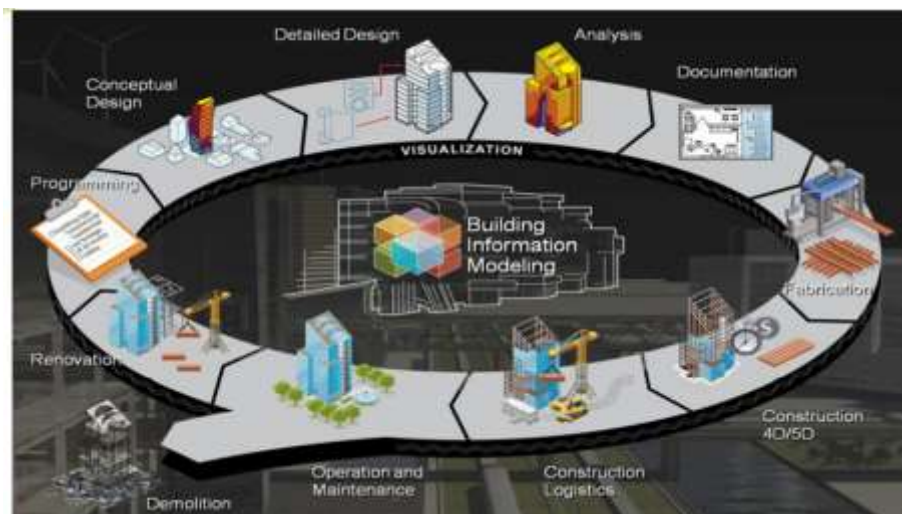 Detailed Design
Analysis
Conceptual
Design
Documentation
VISUALIZATION
Programming
Building
Information
Modeling
Fabrication
Renovation
Construction
4D/5D
Operation and
Maintenance
Construction
Logistics
Demolition